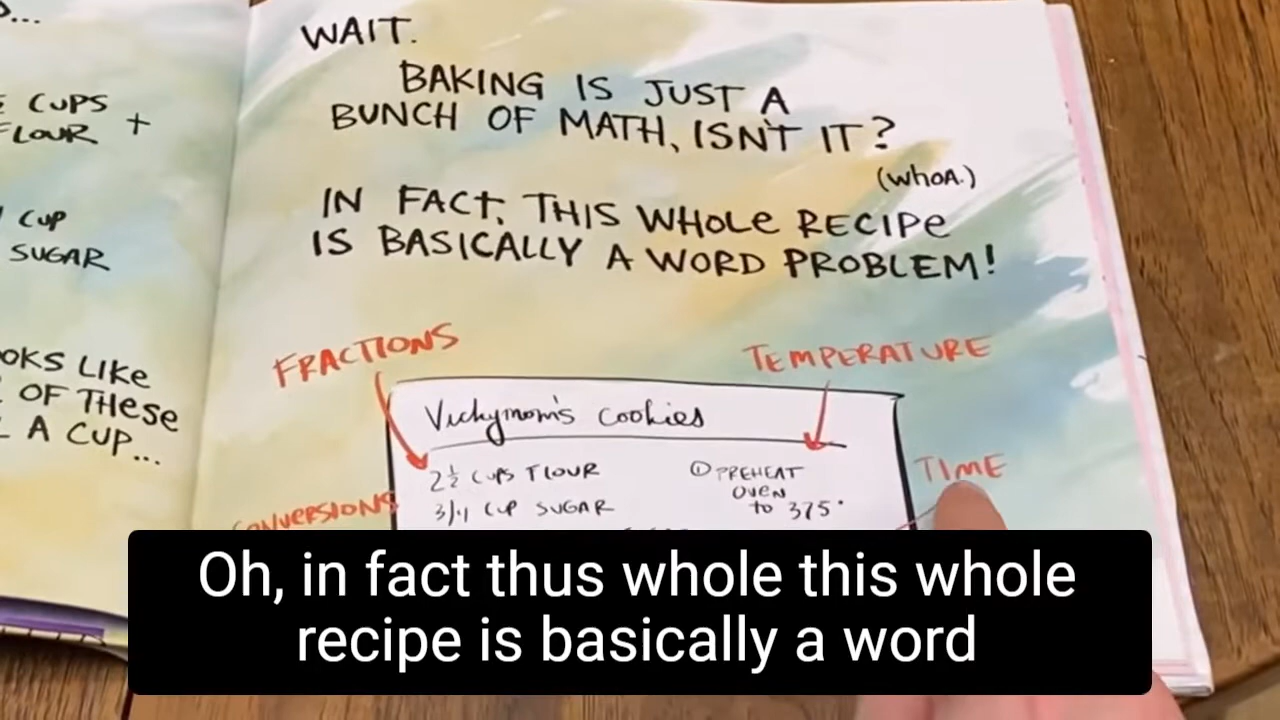 CUPS
FLOUR +
CUP
SUGAR
LIKE
OF THESE
A CUP...
WAIT.
BAKING IS JUST A
BUNCH OF MATH, ISN'T IT?
(WHOA.)
IN FACT, THIS WHOLE RECIPE
IS BASICALLY A WORD PROBLEM!
FRACTIONS
TEMPERATURE
Vickymom's Cookies
2½ CUPS FLOUR
3/4 CUP SUGAR
① PREHEAT
OVEN
to 375°
TIME
CONVERSIONS
Oh, in fact thus whole this whole
recipe is basically a word